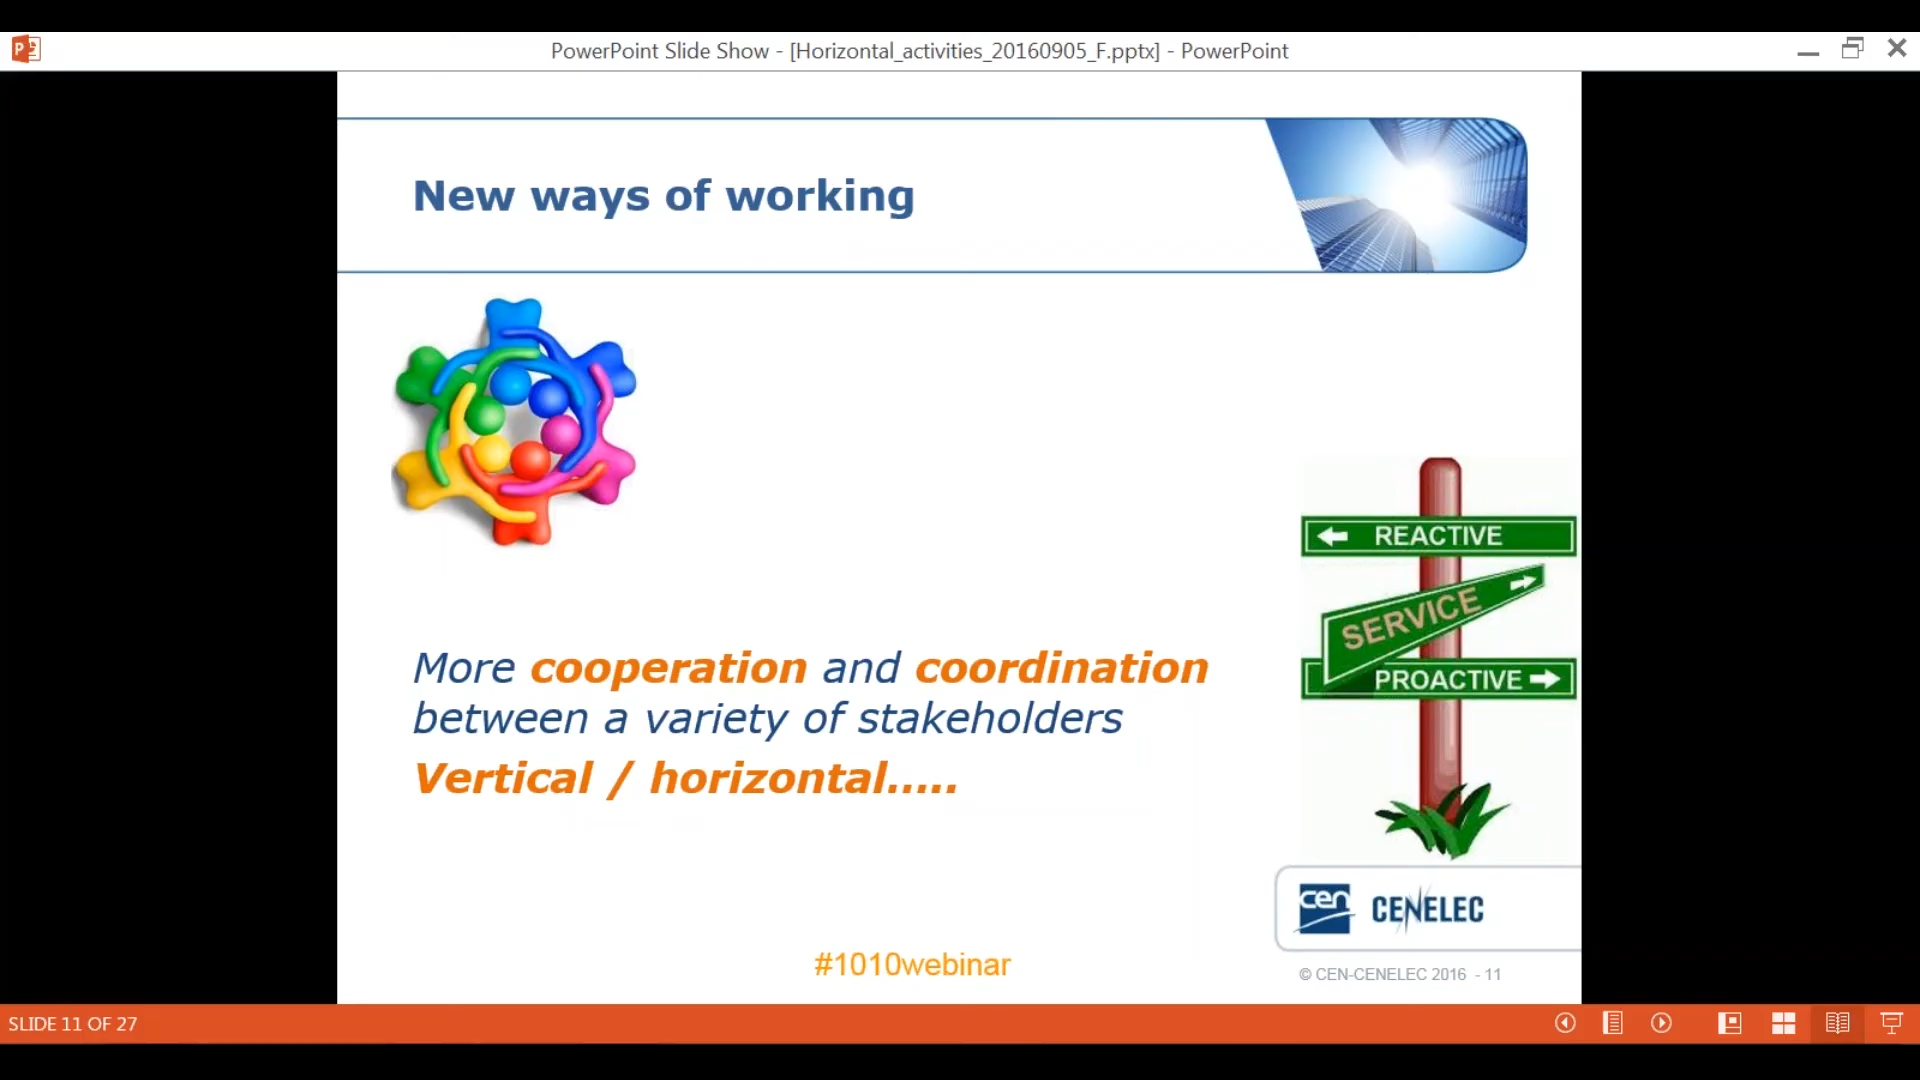 PowerPoint Slide Show - [Horizontal_activities_20160905_F.pptx] - PowerPoint
New ways of working
REACTIVE
SERVICE
PROACTIVE
More cooperation and coordination
between a variety of stakeholders
Vertical / horizontal.....
cen CENELEC
#1010webinar
© CEN-CENELEC 2016 - 11
SLIDE 11 OF 27